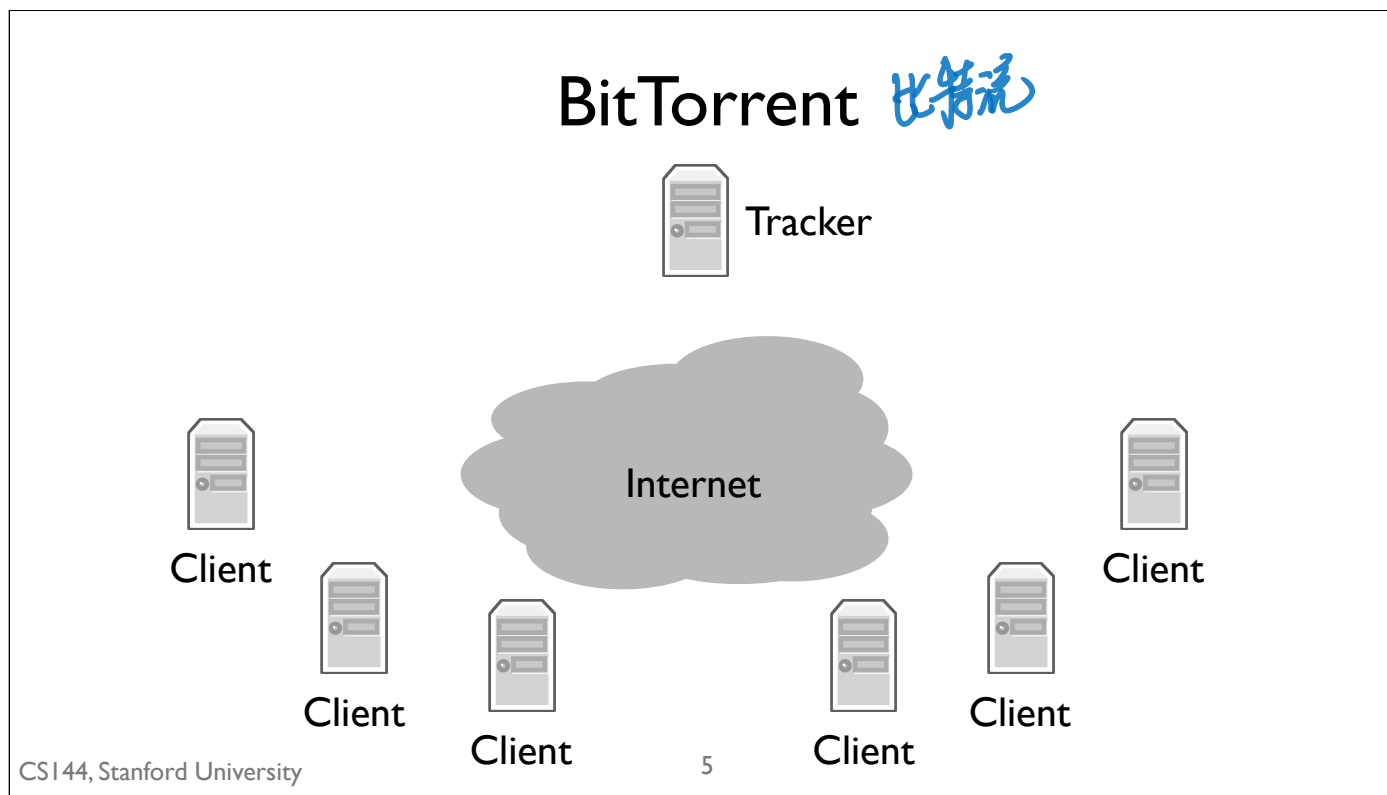 BitTorrent 比特流
Tracker
Internet
Client
Client
Client
Client
Client
Client
CS144, Stanford University
5